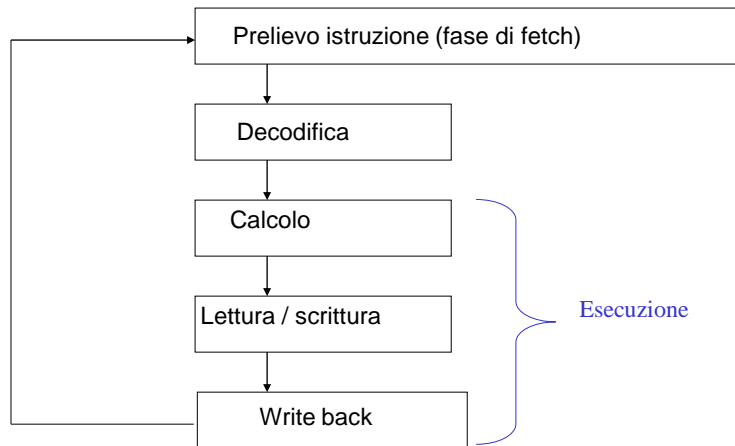 Prelievo istruzione (fase di fetch)
Decodifica
Calcolo
Lettura / scrittura
Esecuzione
Write back